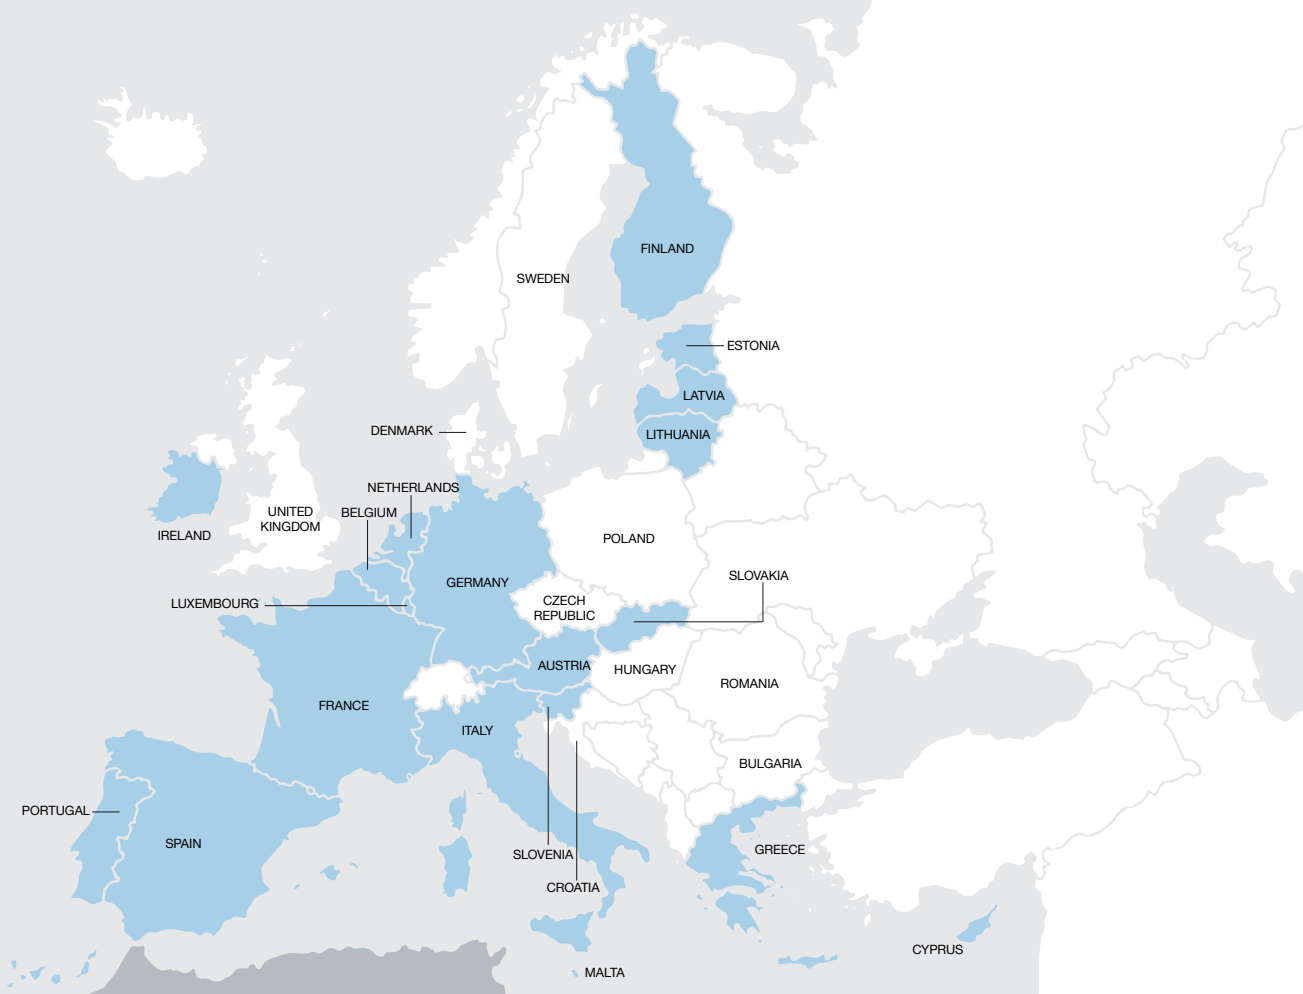 FINLAND
SWEDEN
ESTONIA
LATVIA
DENMARK
LITHUANIA
NETHERLANDS
BELGIUM
UNITED
KINGDOM
IRELAND
POLAND
SLOVAKIA
GERMANY
CZECH
REPUBLIC
LUXEMBOURG
AUSTRIA
HUNGARY
ROMANIA
FRANCE
ITALY
BULGARIA
PORTUGAL
SPAIN
GREECE
SLOVENIA
CROATIA
CYPRUS
MALTA